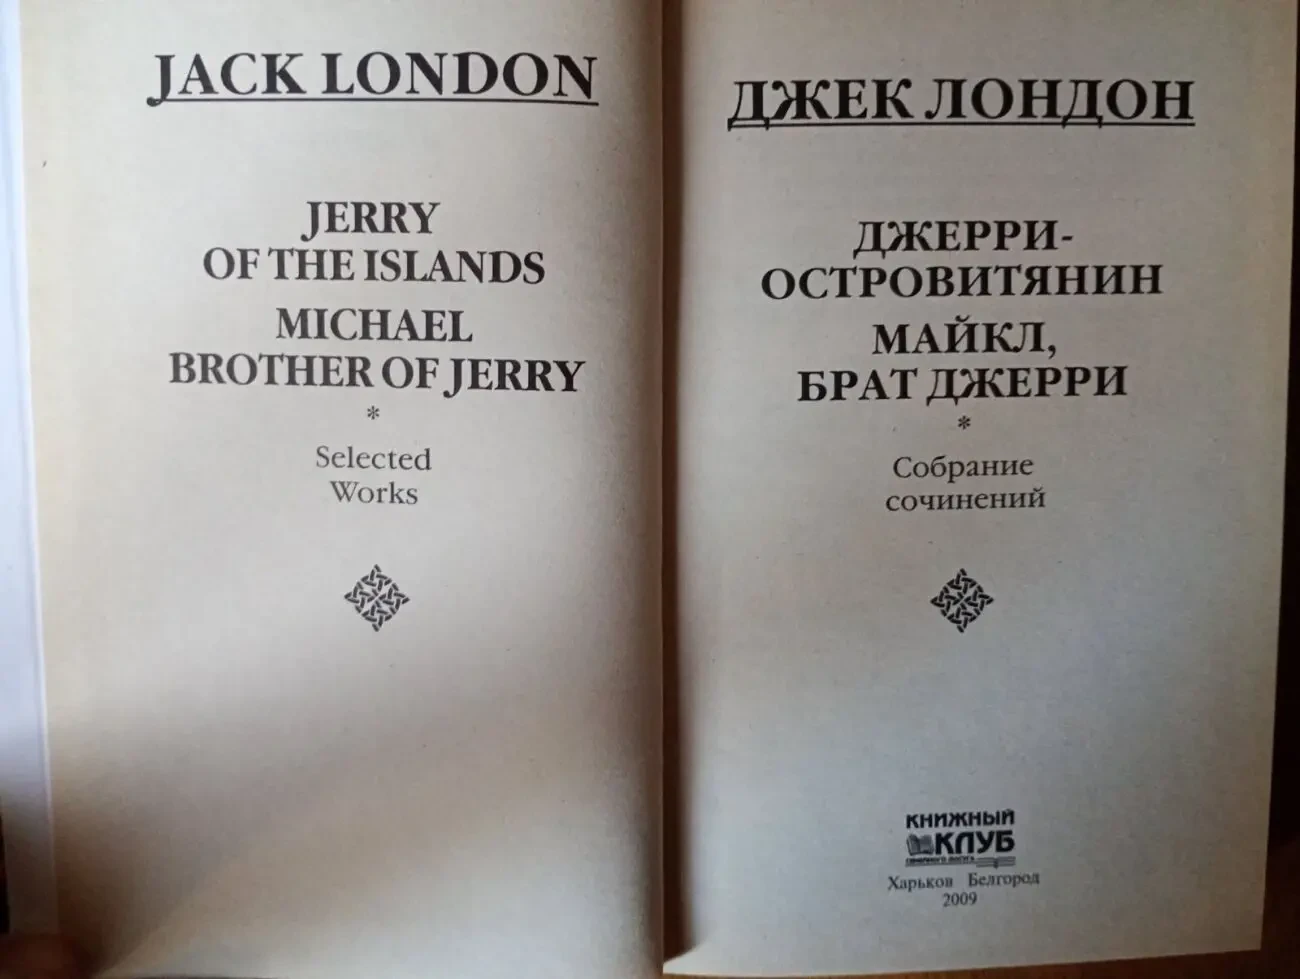 JACK LONDON
JERRY
OF THE ISLANDS
MICHAEL
BROTHER OF JERRY
*
Selected
Works
ДЖЕК ЛОНДОН
ДЖЕРРИ-
ОСТРОВИТЯНИН
МАЙКЛ,
БРАТ ДЖЕРРИ
*
Собрание
сочинений
КНИЖНЫЙ
КЛУБ
Харьков Белгород
2009